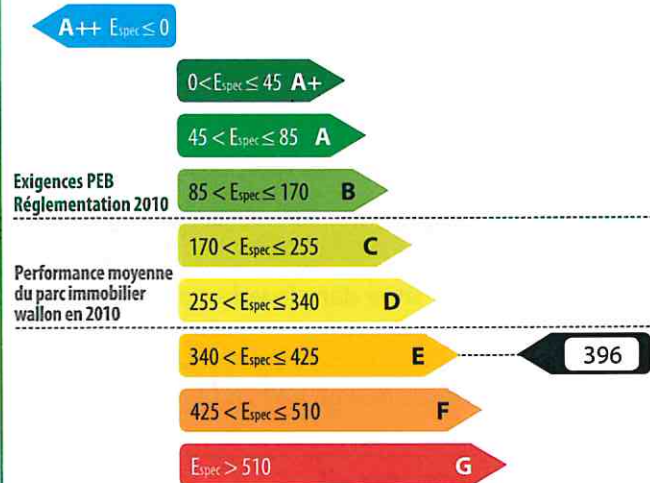 A++ Espec ≤ 0
0 < Espec ≤ 45 A+
45 < Espec ≤ 85 A
Exigences PEB
Réglementation 2010
85 < Espec ≤ 170 B
170 < Espec ≤ 255 C
Performance moyenne
du parc immobilier
wallon en 2010
255 < Espec ≤ 340 D
340 < Espec ≤ 425 E
396
425 < Espec ≤ 510 F
Espec > 510 G